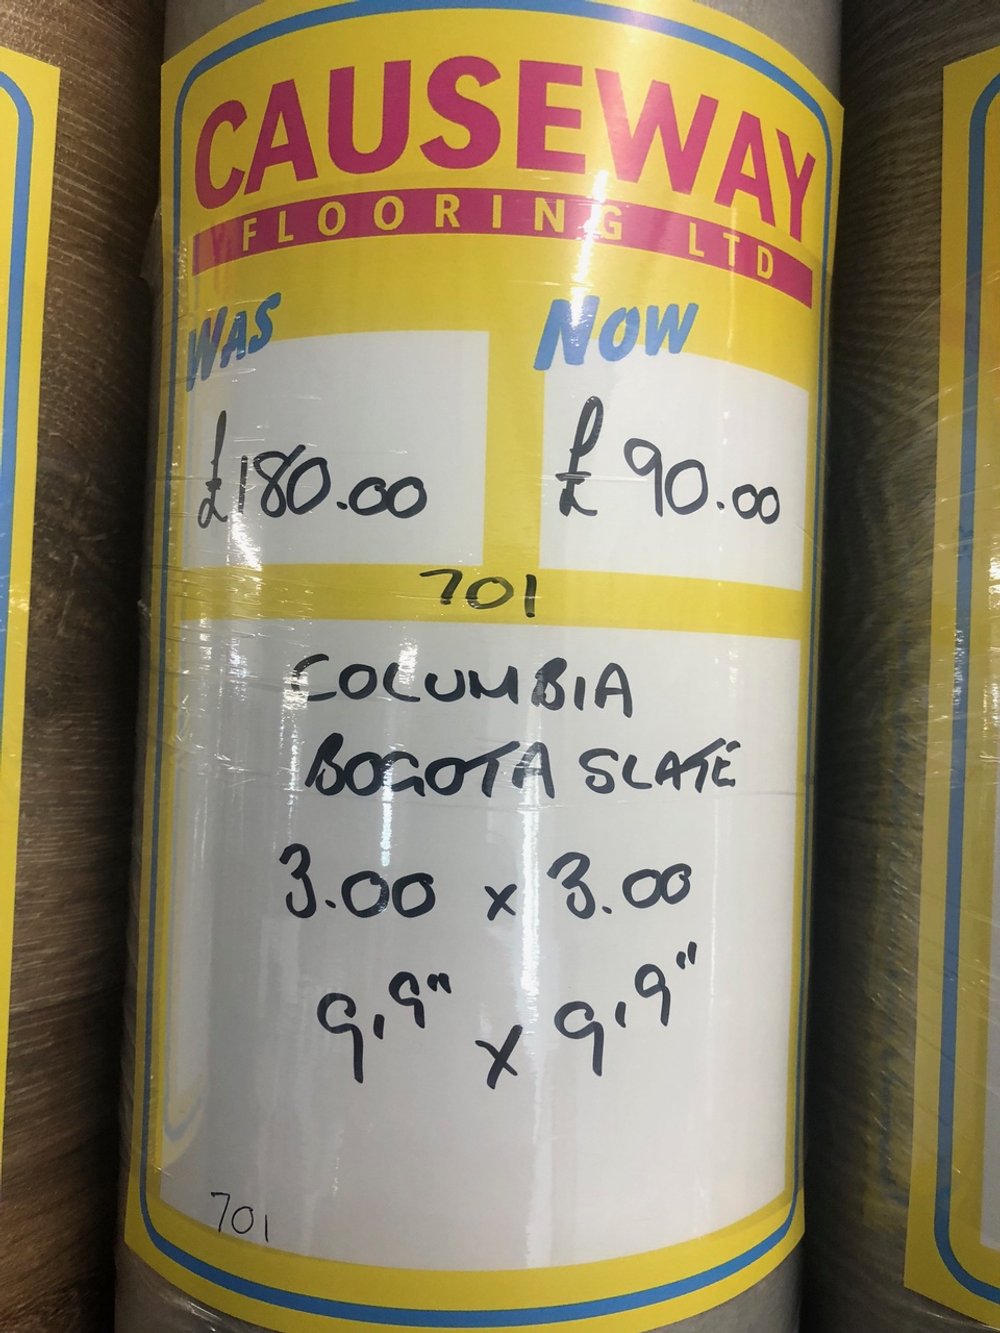 CAUSEWAY
FLOORING LTD
WAS NOW
£180.00 £90.00
701
COLUMBIA
BOGOTA SLATE
3.00 x 3.00
9,9" x 9,9"
701